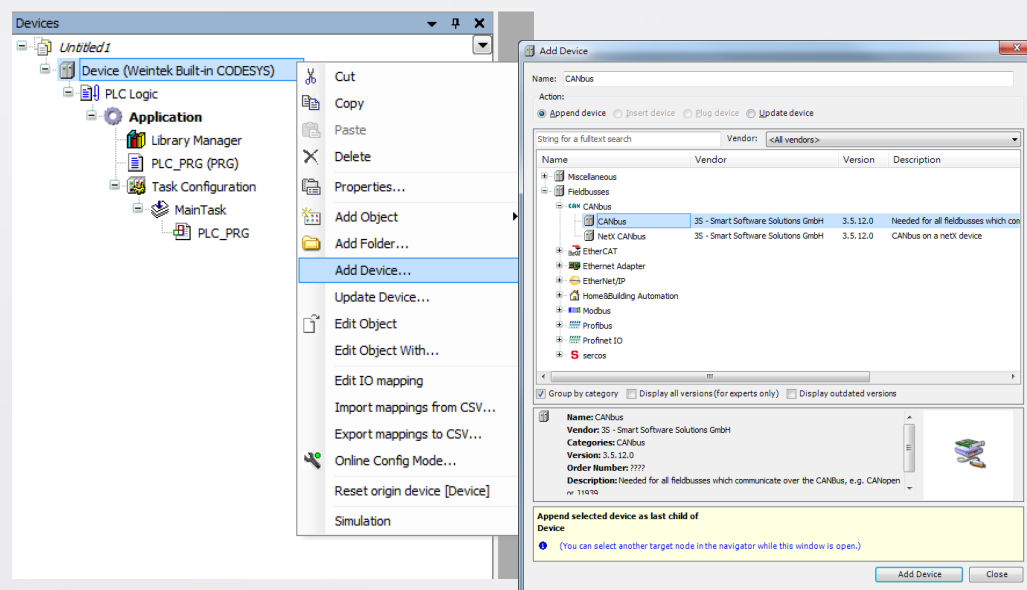 Devices
Untitled1
Device (Weintek Built-in CODESYS)
PLC Logic
Application
Library Manager
PLC_PRG (PRG)
Task Configuration
MainTask
PLC_PRG
Cut
Copy
Paste
Delete
Properties...
Add Object
Add Folder...
Add Device...
Update Device...
Edit Object
Edit Object With...
Edit IO mapping
Import mappings from CSV...
Export mappings to CSV...
Online Config Mode...
Reset origin device [Device]
Simulation
Add Device
Name: CANbus
Action:
Append device Insert device Plug device Update device
String for a fulltext search Vendor: <All vendors>
Name Vendor Version Description
Miscellaneous
Fieldbusses
CAN CANbus
CANbus 3S - Smart Software Solutions GmbH 3.5.12.0 Needed for all fieldbusses which com
NetX CANbus 3S - Smart Software Solutions GmbH 3.5.12.0 CANbus on a netX device
EtherCAT
Ethernet Adapter
EtherNet/IP
Home&Building Automation
Modbus
Profibus
Profinet IO
S sercos
Group by category Display all versions (for experts only) Display outdated versions
Name: CANbus
Vendor: 3S - Smart Software Solutions GmbH
Categories: CANbus
Version: 3.5.12.0
Order Number: ????
Description: Needed for all fieldbusses which communicate over the CANBus, e.g. CANopen
or J1939
Append selected device as last child of
Device
(You can select another target node in the navigator while this window is open.)
Add Device Close